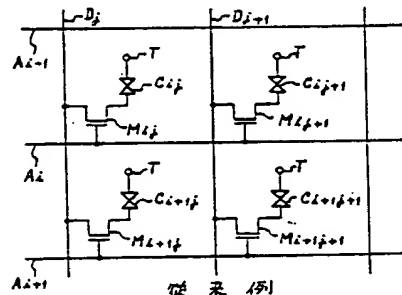 Dj Dj+1
Ai-1
T T
Cij Cij+1
Mij Mij+1
Ai
T T
Ci+1j Ci+1j+1
Mi+1j Mi+1j+1
Ai+1
従来例